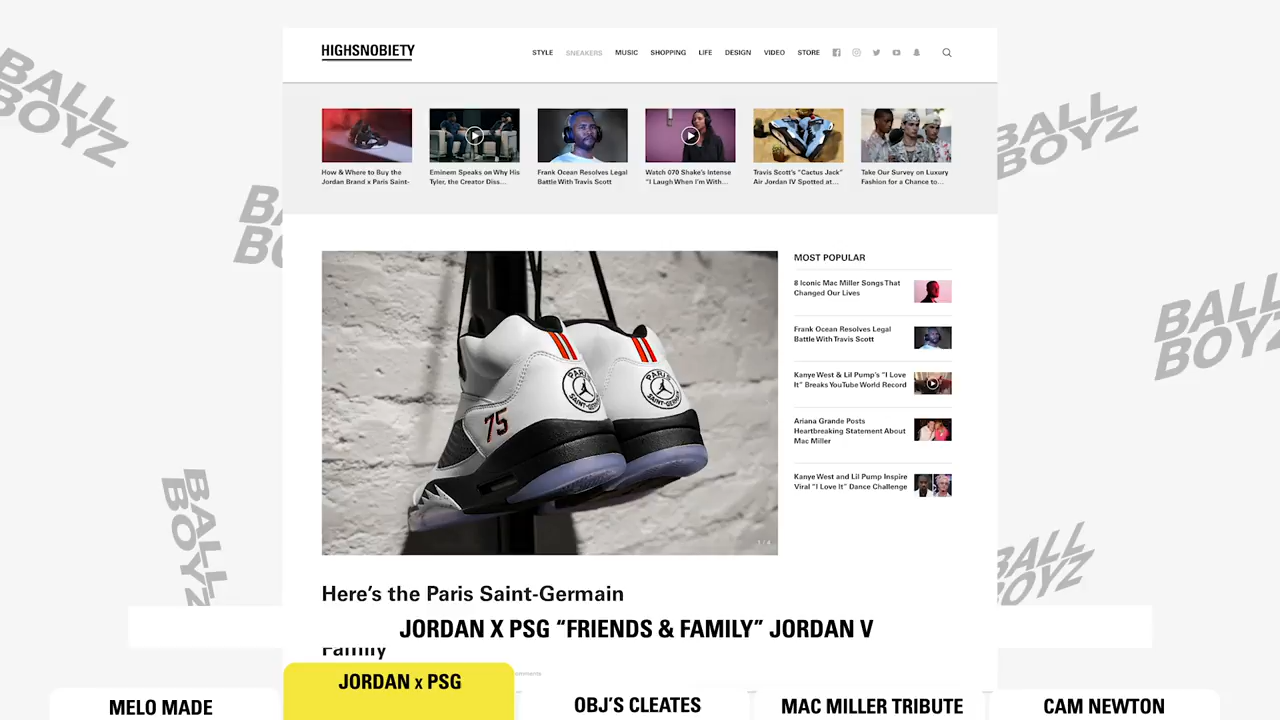 HIGHSNOBIETY
STYLE SNEAKERS MUSIC SHOPPING LIFE DESIGN VIDEO STORE
How & Where to Buy the
Jordan Brand x Paris Saint-
Eminem Speaks on Why His
Tyler, the Creator Diss...
Frank Ocean Resolves Legal
Battle With Travis Scott
Watch 070 Shake's Intense
"I Laugh When I'm With...
Travis Scott's "Cactus Jack"
Air Jordan IV Spotted at...
Take Our Survey on Luxury
Fashion for a Chance to...
BALL
BOYZ
BALL
BOYZ
BALL
BOYZ
BALL
BOYZ
BALL
BOYZ
PARIS
SAINT-GERMAIN
PARIS
SAINT-GERMAIN
75
1 / 4
MOST POPULAR
8 Iconic Mac Miller Songs That
Changed Our Lives
Frank Ocean Resolves Legal
Battle With Travis Scott
Kanye West & Lil Pump's "I Love
It" Breaks YouTube World Record
Ariana Grande Posts
Heartbreaking Statement About
Mac Miller
Kanye West and Lil Pump Inspire
Viral "I Love It" Dance Challenge
Here's the Paris Saint-Germain
JORDAN X PSG "FRIENDS & FAMILY" JORDAN V
Family
comments
MELO MADE
JORDAN x PSG
OBJ'S CLEATES
MAC MILLER TRIBUTE
CAM NEWTON